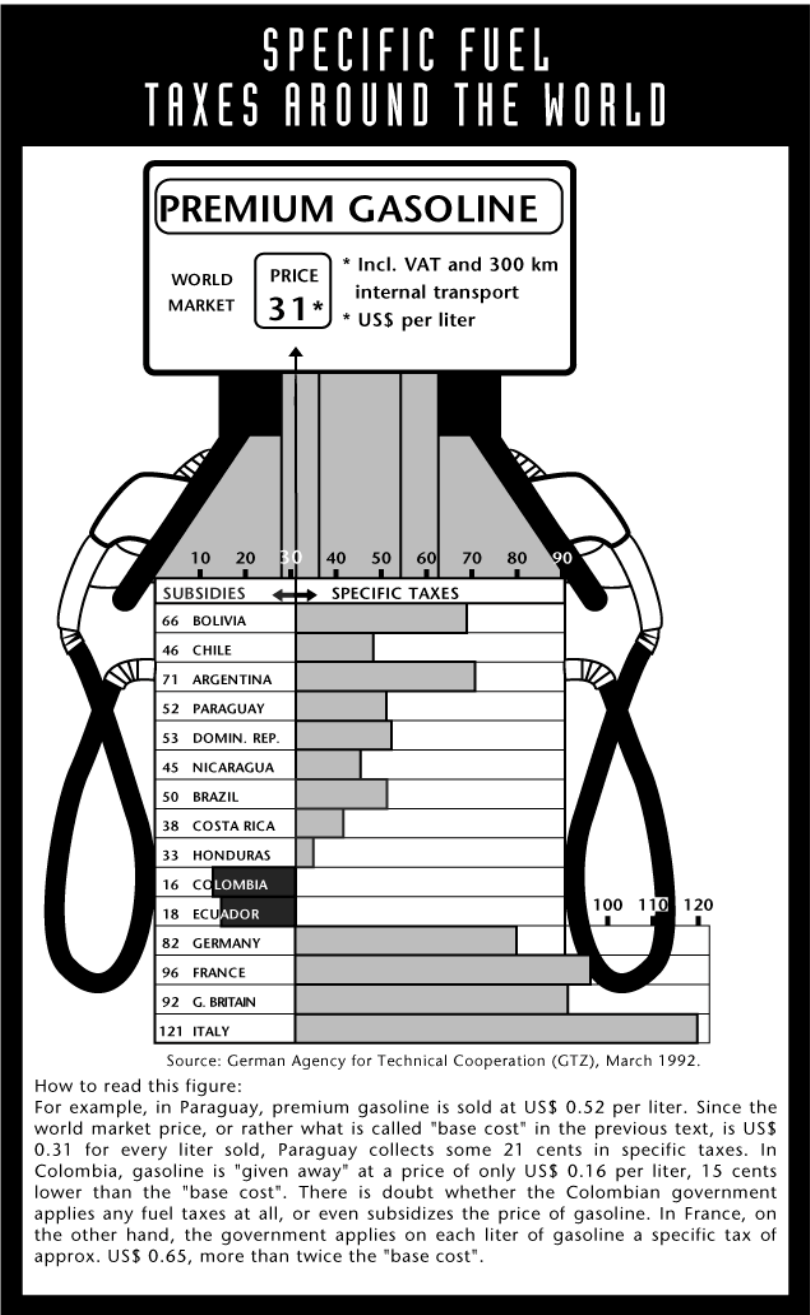 SPECIFIC FUEL
TAXES AROUND THE WORLD
PREMIUM GASOLINE
WORLD
MARKET
PRICE
31*
* Incl. VAT and 300 km
internal transport
* US$ per liter
10 20 30 40 50 60 70 80 90
SUBSIDIES SPECIFIC TAXES
66 BOLIVIA
46 CHILE
71 ARGENTINA
52 PARAGUAY
53 DOMIN. REP.
45 NICARAGUA
50 BRAZIL
38 COSTA RICA
33 HONDURAS
16 COLOMBIA
18 ECUADOR
100 110 120
82 GERMANY
96 FRANCE
92 G. BRITAIN
121 ITALY
Source: German Agency for Technical Cooperation (GTZ), March 1992.
How to read this figure:
For example, in Paraguay, premium gasoline is sold at US$ 0.52 per liter. Since the
world market price, or rather what is called "base cost" in the previous text, is US$
0.31 for every liter sold, Paraguay collects some 21 cents in specific taxes. In
Colombia, gasoline is "given away" at a price of only US$ 0.16 per liter, 15 cents
lower than the "base cost". There is doubt whether the Colombian government
applies any fuel taxes at all, or even subsidizes the price of gasoline. In France, on
the other hand, the government applies on each liter of gasoline a specific tax of
approx. US$ 0.65, more than twice the "base cost".